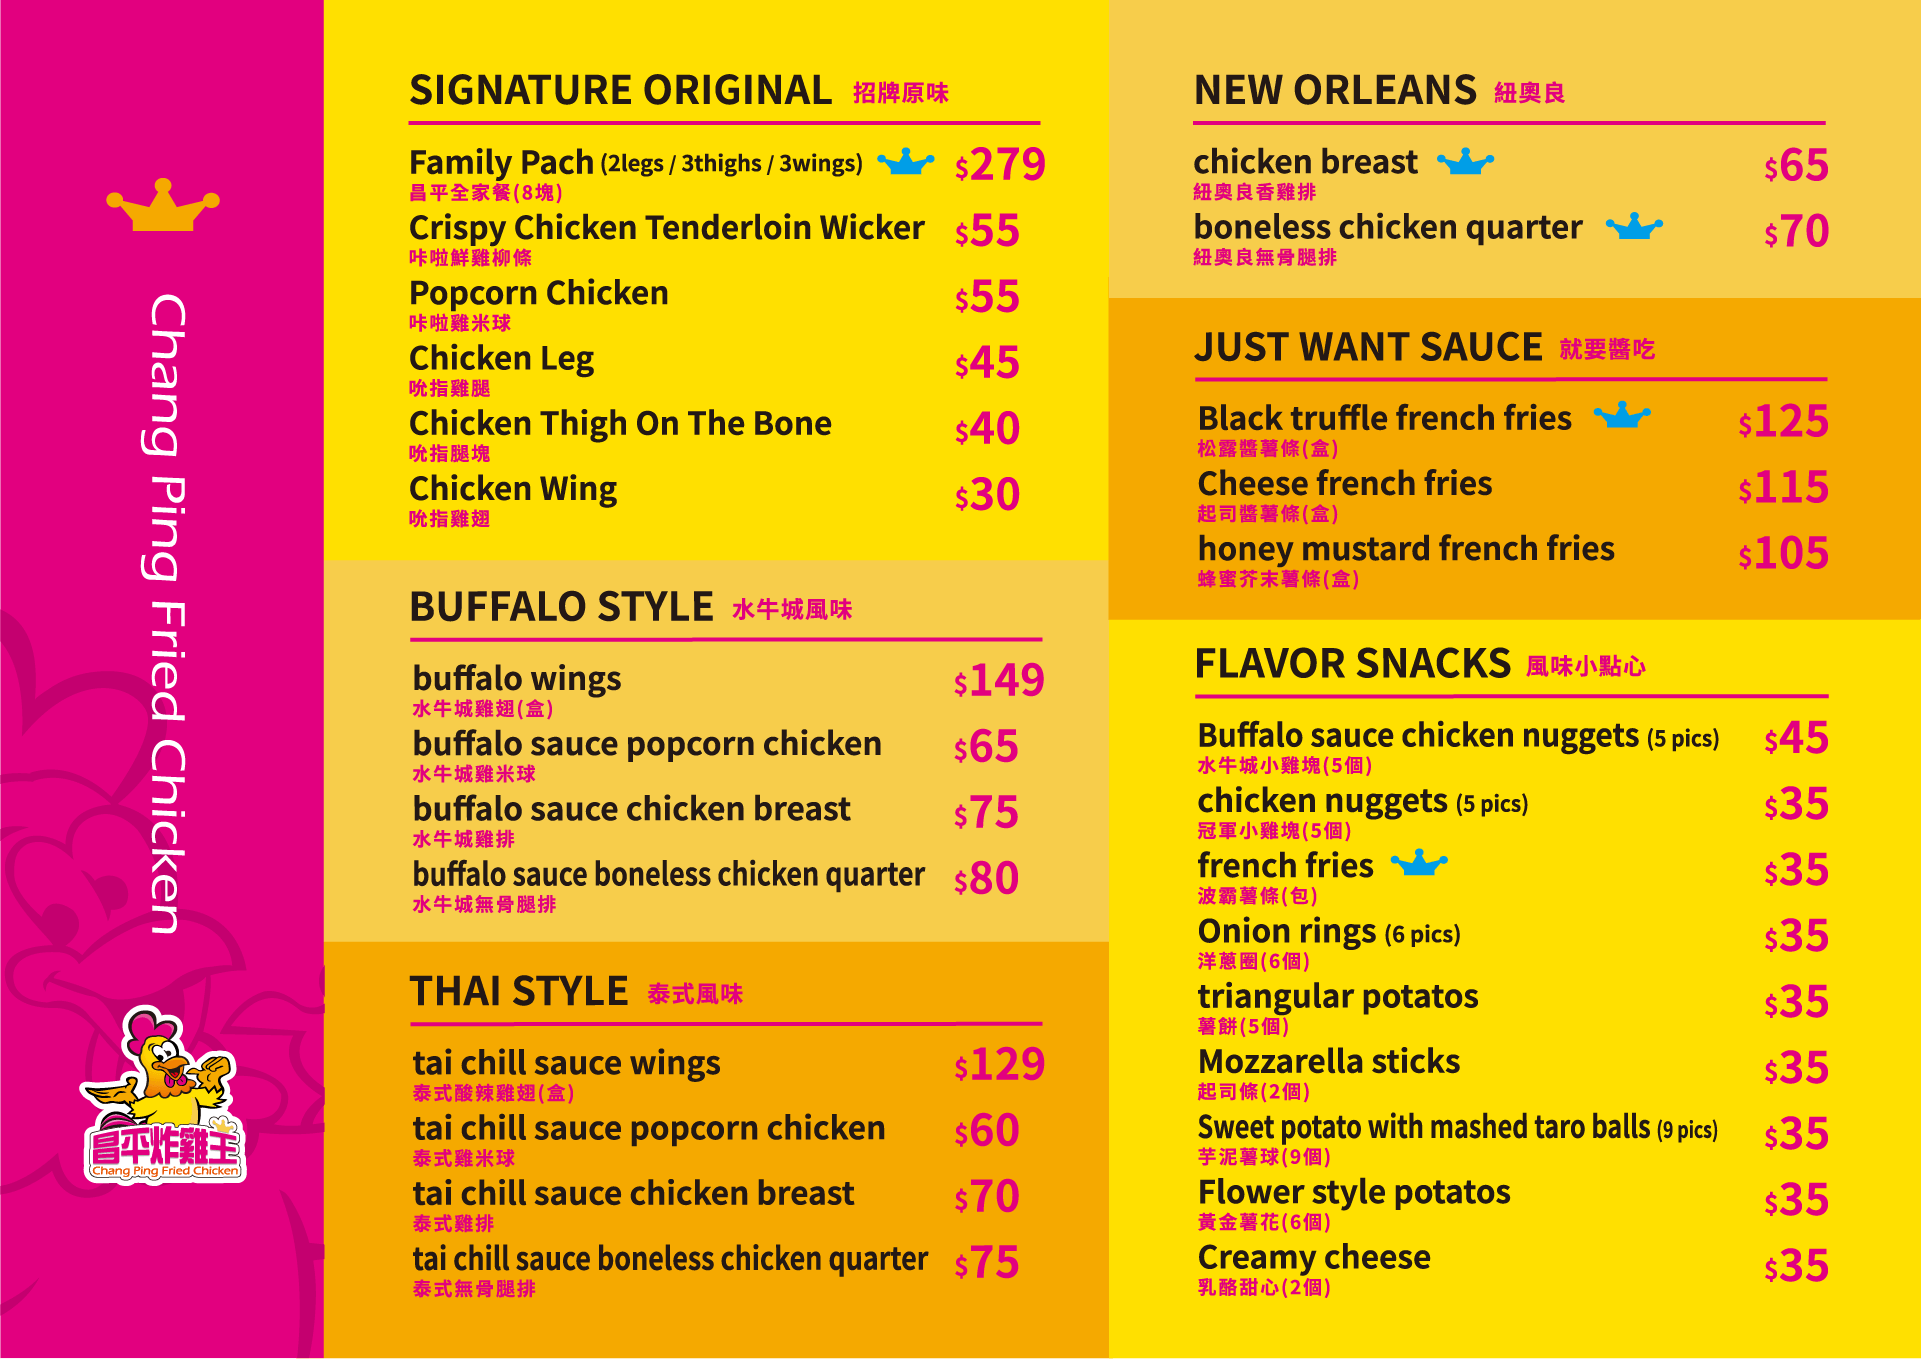 Chang Ping Fried Chicken
昌平炸雞王
Chang Ping Fried Chicken
SIGNATURE ORIGINAL 招牌原味
Family Pach (2legs / 3thighs / 3wings) $279
昌平全家餐(8塊)
Crispy Chicken Tenderloin Wicker $55
咔啦鮮雞柳條
Popcorn Chicken $55
咔啦雞米球
Chicken Leg $45
吮指雞腿
Chicken Thigh On The Bone $40
吮指腿塊
Chicken Wing $30
吮指雞翅
BUFFALO STYLE 水牛城風味
buffalo wings $149
水牛城雞翅(盒)
buffalo sauce popcorn chicken $65
水牛城雞米球
buffalo sauce chicken breast $75
水牛城雞排
buffalo sauce boneless chicken quarter $80
水牛城無骨腿排
THAI STYLE 泰式風味
tai chill sauce wings $129
泰式酸辣雞翅(盒)
tai chill sauce popcorn chicken $60
泰式雞米球
tai chill sauce chicken breast $70
泰式雞排
tai chill sauce boneless chicken quarter $75
泰式無骨腿排
NEW ORLEANS 紐奧良
chicken breast $65
紐奧良香雞排
boneless chicken quarter $70
紐奧良無骨腿排
JUST WANT SAUCE 就要醬吃
Black truffle french fries $125
松露醬薯條(盒)
Cheese french fries $115
起司醬薯條(盒)
honey mustard french fries $105
蜂蜜芥末薯條(盒)
FLAVOR SNACKS 風味小點心
Buffalo sauce chicken nuggets (5 pics) $45
水牛城小雞塊(5個)
chicken nuggets (5 pics) $35
冠軍小雞塊(5個)
french fries $35
波霸薯條(包)
Onion rings (6 pics) $35
洋蔥圈(6個)
triangular potatos $35
薯餅(5個)
Mozzarella sticks $35
起司條(2個)
Sweet potato with mashed taro balls (9 pics) $35
芋泥薯球(9個)
Flower style potatos $35
黃金薯花(6個)
Creamy cheese $35
乳酪甜心(2個)